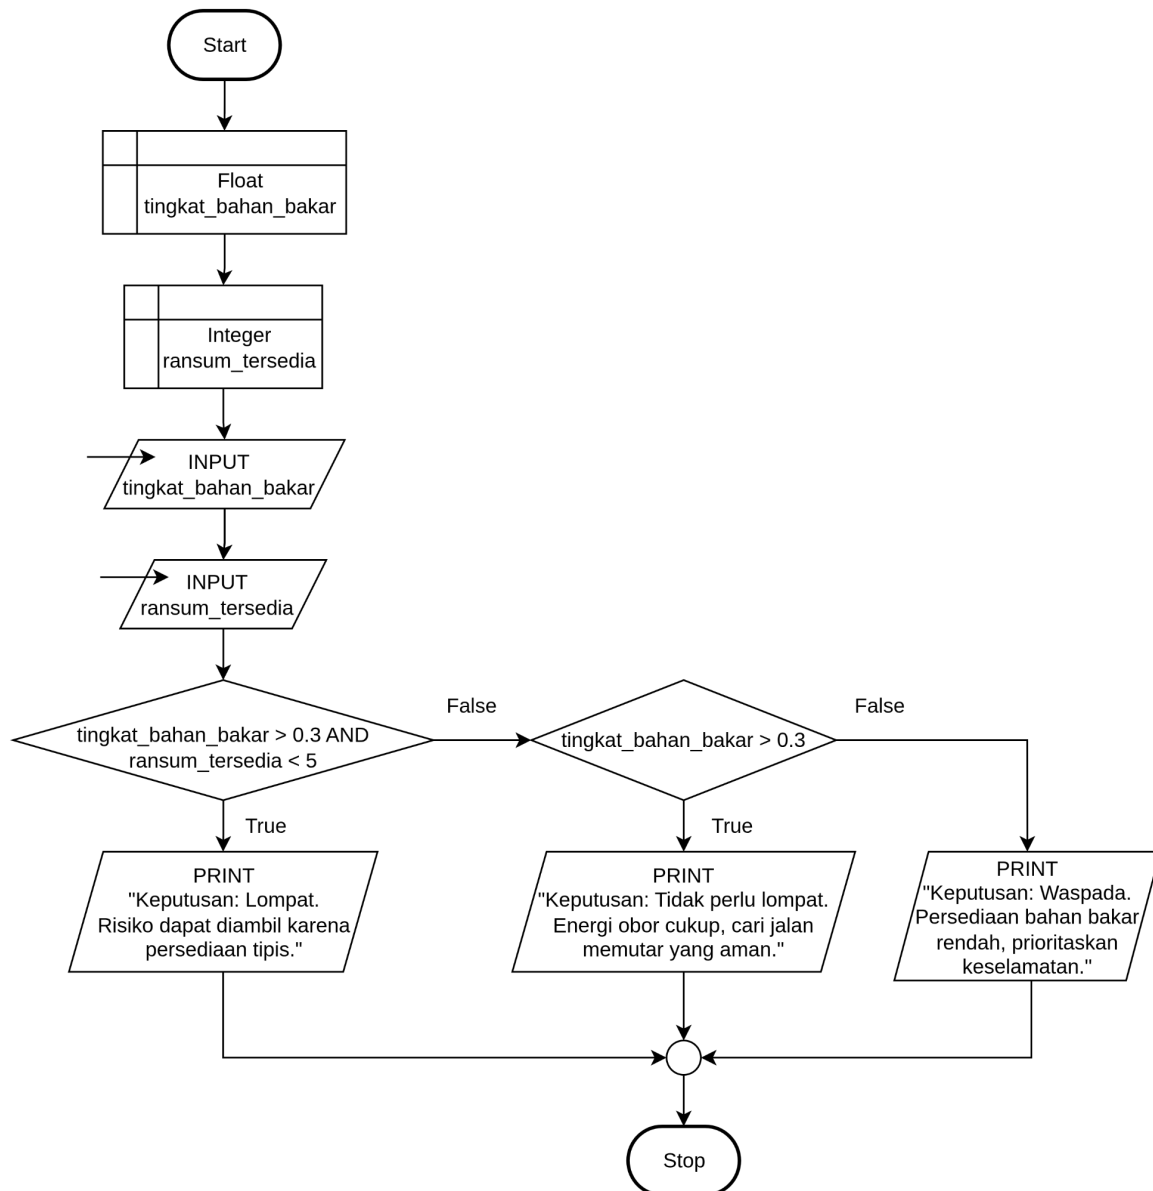 Start
Float
tingkat_bahan_bakar
Integer
ransum_tersedia
INPUT
tingkat_bahan_bakar
INPUT
ransum_tersedia
tingkat_bahan_bakar > 0.3 AND
ransum_tersedia < 5
False
tingkat_bahan_bakar > 0.3
False
True
True
PRINT
"Keputusan: Lompat.
Risiko dapat diambil karena
persediaan tipis."
PRINT
"Keputusan: Tidak perlu lompat.
Energi obor cukup, cari jalan
memutar yang aman."
PRINT
"Keputusan: Waspada.
Persediaan bahan bakar
rendah, prioritaskan
keselamatan."
Stop